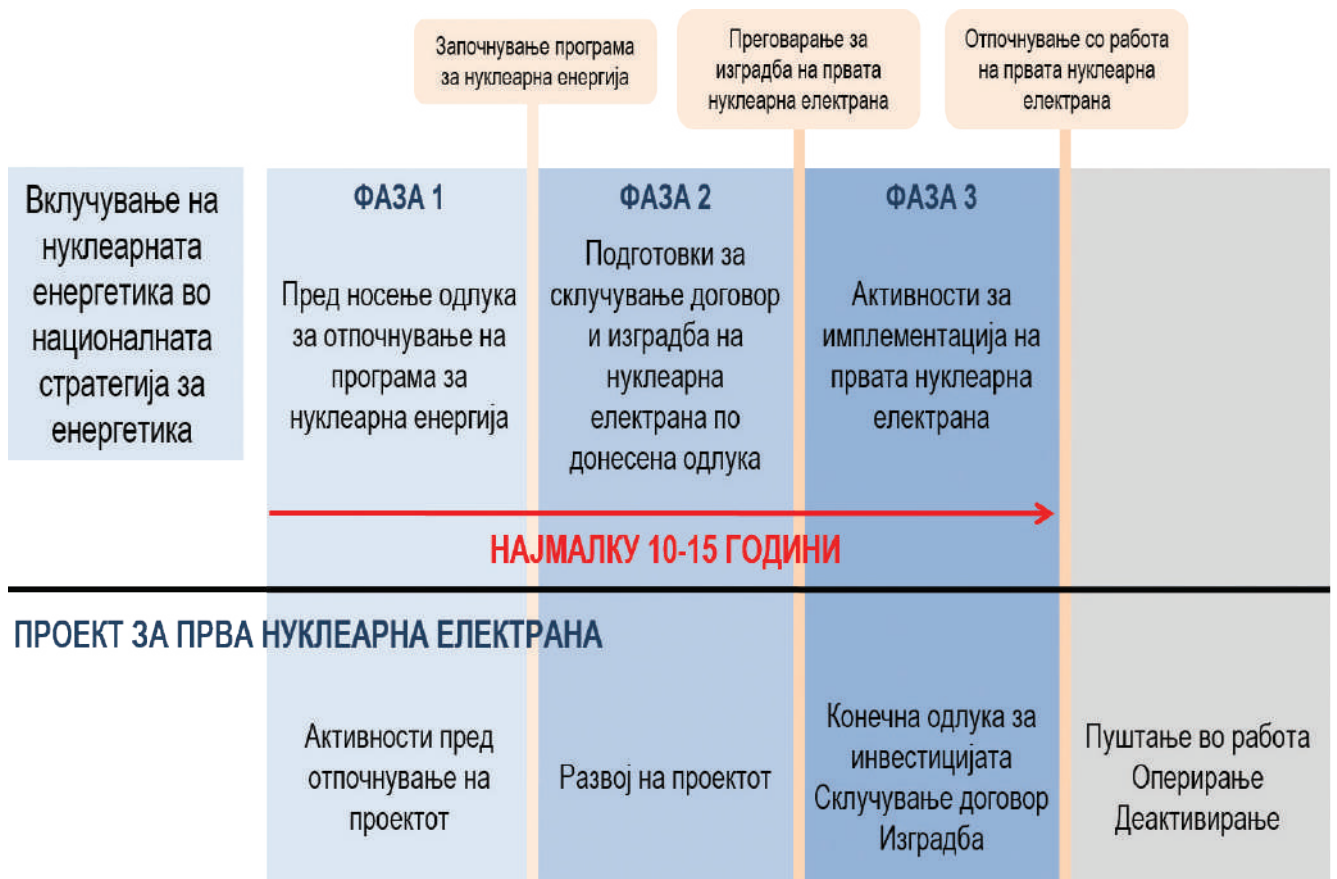 Започнување програма
за нуклеарна енергија
Преговарање за
изградба на првата
нуклеарна електрана
Отпочнување со работа
на првата нуклеарна
електрана
Вклучување на
нуклеарната
енергетика во
националната
стратегија за
енергетика
ФАЗА 1
Пред носење одлука
за отпочнување на
програма за
нуклеарна енергија
ФАЗА 2
Подготовки за
склучување договор
и изградба на
нуклеарна
електрана по
донесена одлука
ФАЗА 3
Активности за
имплементација на
првата нуклеарна
електрана
НАЈМАЛКУ 10-15 ГОДИНИ
ПРОЕКТ ЗА ПРВА НУКЛЕАРНА ЕЛЕКТРАНА
Активности пред
отпочнување на
проектот
Развој на проектот
Конечна одлука за
инвестицијата
Склучување договор
Изградба
Пуштање во работа
Оперирање
Деактивирање